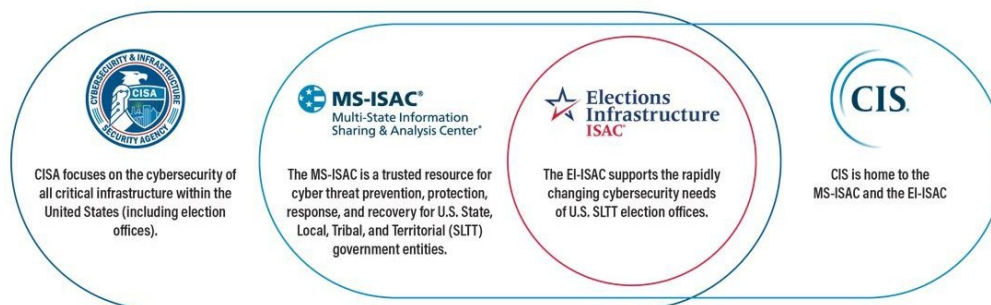 CYBERSECURITY & INFRASTRUCTURE
CISA
SECURITY AGENCY
CISA focuses on the cybersecurity of
all critical infrastructure within the
United States (including election
offices).
MS-ISAC®
Multi-State Information
Sharing & Analysis Center®
The MS-ISAC is a trusted resource for
cyber threat prevention, protection,
response, and recovery for U.S. State,
Local, Tribal, and Territorial (SLTT)
government entities.
Elections
Infrastructure
ISAC®
The EI-ISAC supports the rapidly
changing cybersecurity needs
of U.S. SLTT election offices.
CIS.
CIS is home to the
MS-ISAC and the EI-ISAC